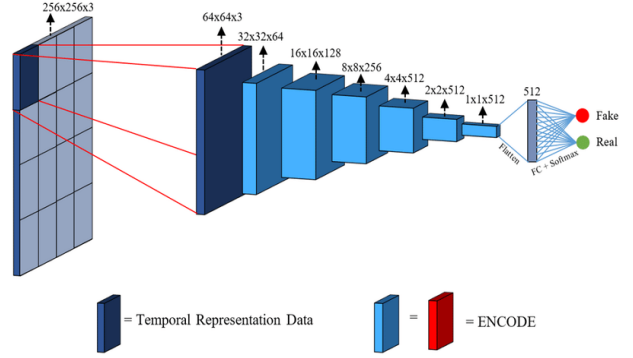 256x256x3
64x64x3
32x32x64
16x16x128
8x8x256
4x4x512
2x2x512
1x1x512
512
Fake
Real
Flatten
FC + Softmax
= Temporal Representation Data
=
= ENCODE